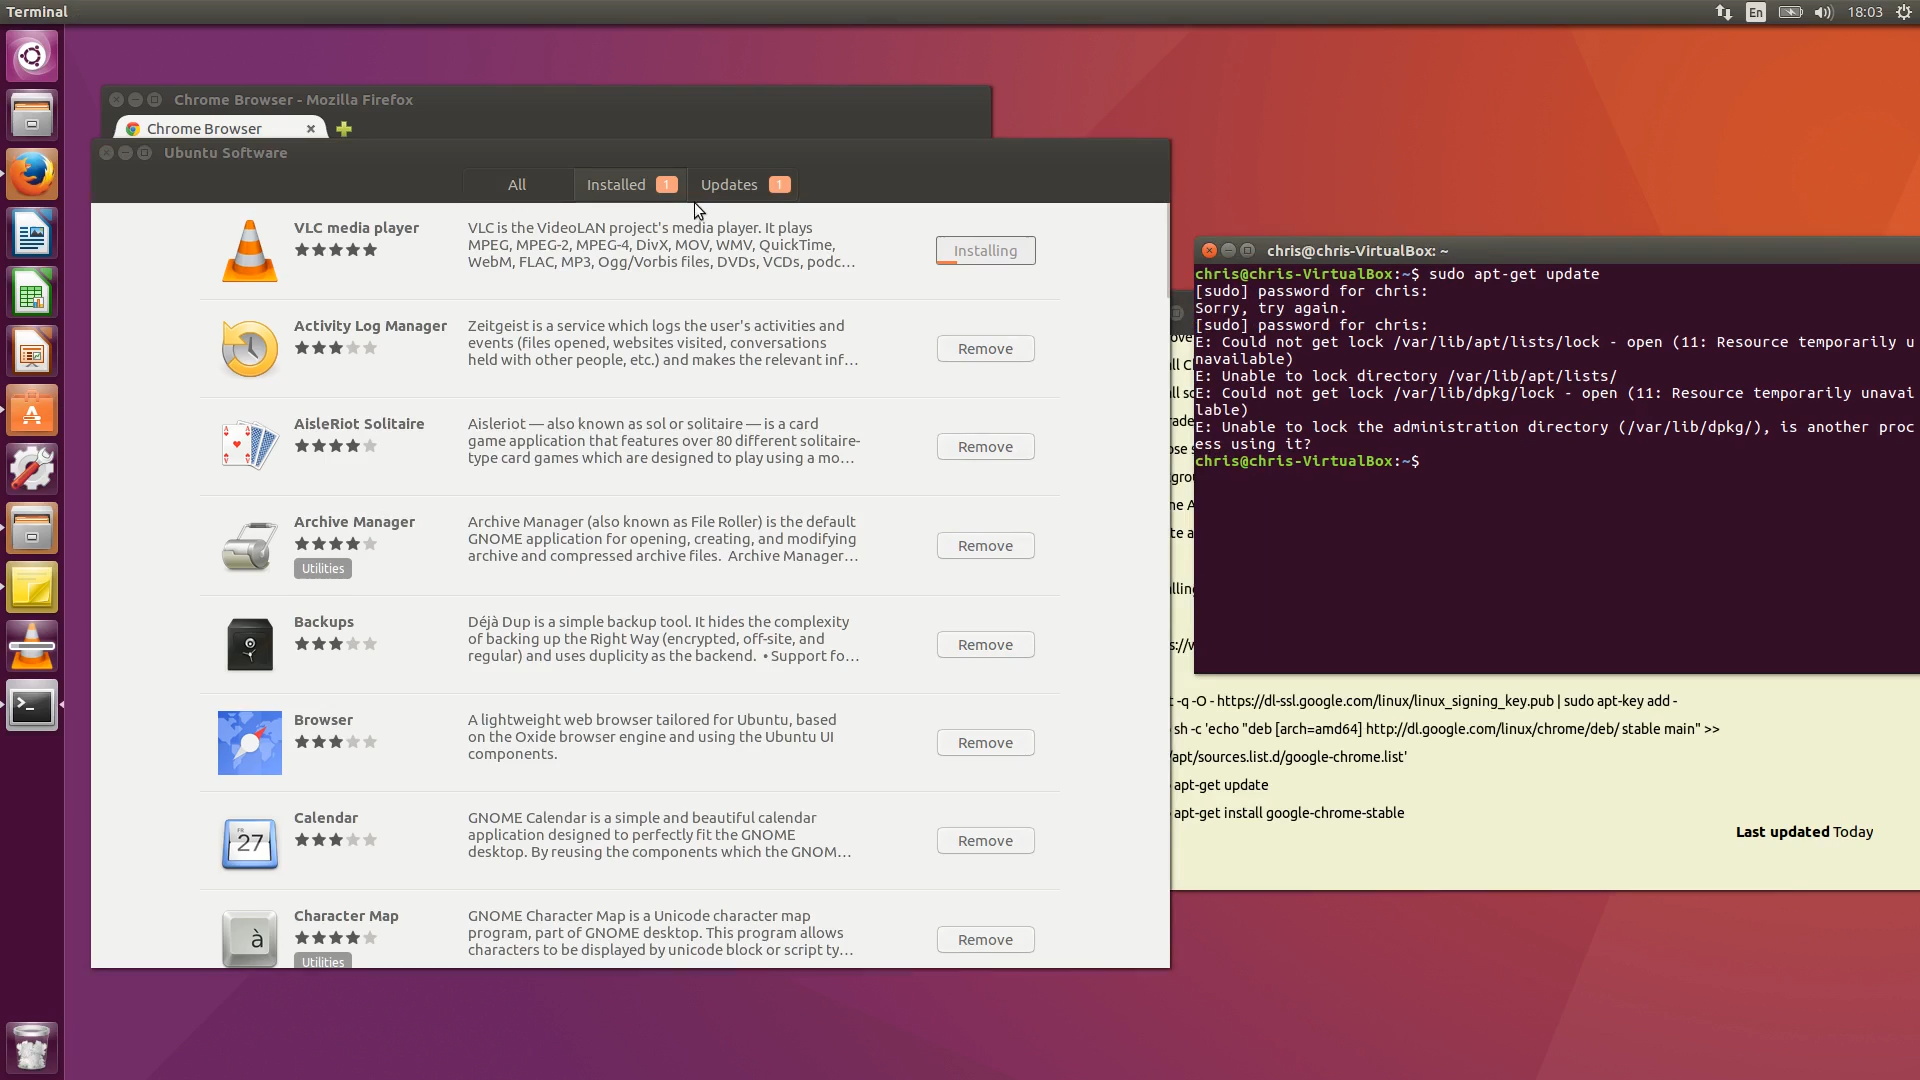 Terminal
En
18:03
Chrome Browser - Mozilla Firefox
Chrome Browser
Ubuntu Software
All
Installed 1
Updates 1
VLC media player
VLC is the VideoLAN project's media player. It plays
MPEG, MPEG-2, MPEG-4, DivX, MOV, WMV, QuickTime,
WebM, FLAC, MP3, Ogg/Vorbis files, DVDs, VCDs, podc...
Installing
Activity Log Manager
Zeitgeist is a service which logs the user's activities and
events (files opened, websites visited, conversations
held with other people, etc.) and makes the relevant inf...
Remove
AisleRiot Solitaire
Aisleriot — also known as sol or solitaire — is a card
game application that features over 80 different solitaire-
type card games which are designed to play using a mo...
Remove
Archive Manager
Utilities
Archive Manager (also known as File Roller) is the default
GNOME application for opening, creating, and modifying
archive and compressed archive files.  Archive Manager...
Remove
Backups
Déjà Dup is a simple backup tool. It hides the complexity
of backing up the Right Way (encrypted, off-site, and
regular) and uses duplicity as the backend.  • Support fo...
Remove
Browser
A lightweight web browser tailored for Ubuntu, based
on the Oxide browser engine and using the Ubuntu UI
components.
Remove
Calendar
GNOME Calendar is a simple and beautiful calendar
application designed to perfectly fit the GNOME
desktop. By reusing the components which the GNOM...
Remove
Character Map
Utilities
GNOME Character Map is a Unicode character map
program, part of GNOME desktop. This program allows
characters to be displayed by unicode block or script ty...
Remove
chris@chris-VirtualBox: ~
chris@chris-VirtualBox:~$ sudo apt-get update
[sudo] password for chris:
Sorry, try again.
[sudo] password for chris:
E: Could not get lock /var/lib/apt/lists/lock - open (11: Resource temporarily u
navailable)
E: Unable to lock directory /var/lib/apt/lists/
E: Could not get lock /var/lib/dpkg/lock - open (11: Resource temporarily unavai
lable)
E: Unable to lock the administration directory (/var/lib/dpkg/), is another proc
ess using it?
chris@chris-VirtualBox:~$
-q -O - https://dl-ssl.google.com/linux/linux_signing_key.pub | sudo apt-key add -
sh -c 'echo "deb [arch=amd64] http://dl.google.com/linux/chrome/deb/ stable main" >>
/apt/sources.list.d/google-chrome.list'
apt-get update
apt-get install google-chrome-stable
Last updated Today